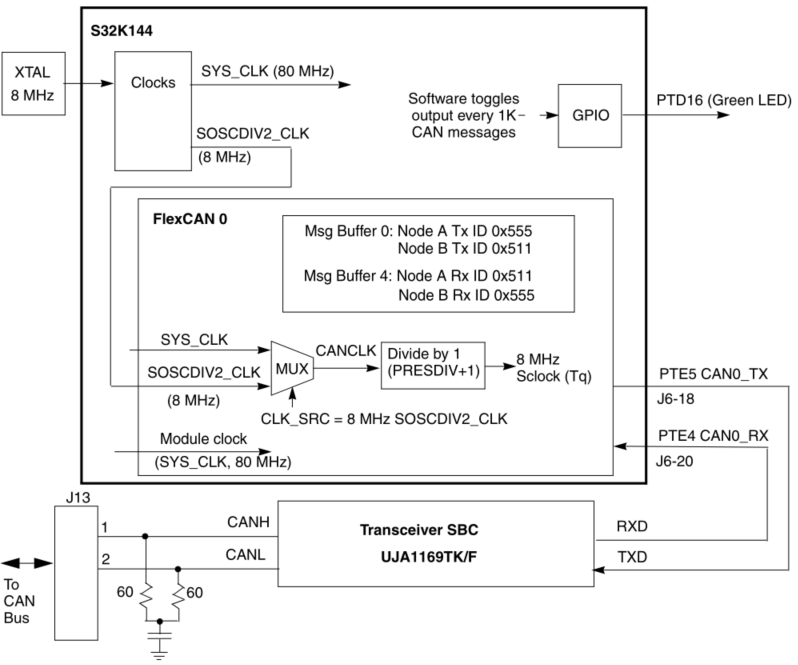 S32K144
XTAL
8 MHz
Clocks
SYS_CLK (80 MHz)
SOSCDIV2_CLK
(8 MHz)
Software toggles
output every 1K–
CAN messages
GPIO
PTD16 (Green LED)
FlexCAN 0
Msg Buffer 0: Node A Tx ID 0x555
Node B Tx ID 0x511
Msg Buffer 4: Node A Rx ID 0x511
Node B Rx ID 0x555
SYS_CLK
SOSCDIV2_CLK
(8 MHz)
MUX
CANCLK
Divide by 1
(PRESDIV+1)
8 MHz
Sclock (Tq)
CLK_SRC = 8 MHz SOSCDIV2_CLK
Module clock
(SYS_CLK, 80 MHz)
PTE5 CAN0_TX
J6-18
PTE4 CAN0_RX
J6-20
J13
1
2
CANH
CANL
Transceiver SBC
UJA1169TK/F
RXD
TXD
To
CAN
Bus
60
60